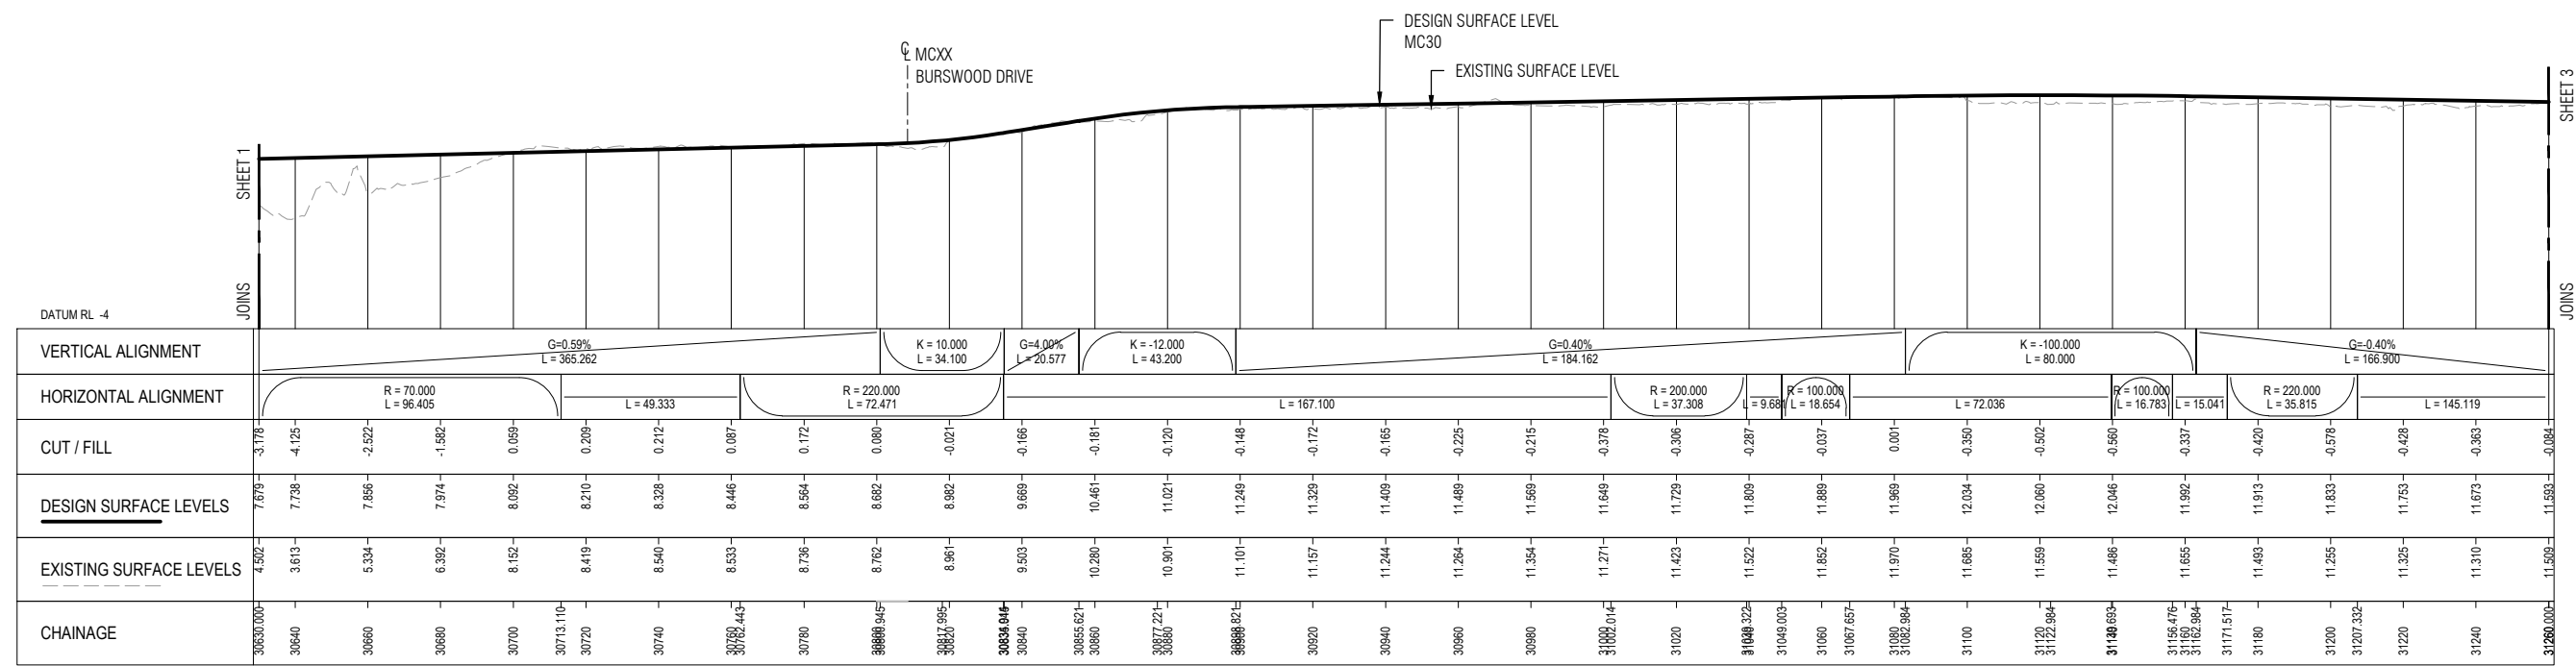 DESIGN SURFACE LEVEL
MC30
EXISTING SURFACE LEVEL
MCXX
BURSWOOD DRIVE
SHEET 1
JOINS
SHEET 3
JOINS
DATUM RL -4
VERTICAL ALIGNMENT
G=0.59% K = 10.000 G=4.00% K = -12.000 G=0.40% K = -100.000 G=-0.40%
L = 365.262 L = 34.100 L = 20.577 L = 43.200 L = 184.162 L = 80.000 L = 166.900
HORIZONTAL ALIGNMENT
R = 70.000 R = 220.000 R = 200.000 R = 100.000 R = 100.000 R = 220.000
L = 96.405 L = 49.333 L = 72.471 L = 167.100 L = 37.308 L = 9.681 L = 18.654 L = 72.036 L = 16.783 L = 15.041 L = 35.815 L = 145.119
CUT / FILL
-3.178 -4.125 -2.522 -1.582 0.059 0.209 0.212 0.087 0.172 0.080 -0.021 -0.166 -0.181 -0.120 -0.148 -0.172 -0.165 -0.225 -0.215 -0.378 -0.306 -0.287 -0.037 0.001 -0.350 -0.502 -0.560 -0.337 -0.420 -0.578 -0.428 -0.363 -0.084
DESIGN SURFACE LEVELS
7.679 7.738 7.856 7.974 8.092 8.210 8.328 8.446 8.564 8.682 8.982 9.669 10.461 11.021 11.249 11.329 11.409 11.489 11.569 11.649 11.729 11.809 11.889 11.969 12.034 12.060 12.046 11.992 11.913 11.833 11.753 11.673 11.593
EXISTING SURFACE LEVELS
4.502 3.613 5.334 6.392 8.152 8.419 8.540 8.533 8.736 8.762 8.961 9.503 10.280 10.901 11.101 11.157 11.244 11.264 11.354 11.271 11.423 11.522 11.852 11.970 11.685 11.559 11.486 11.655 11.493 11.255 11.325 11.310 11.509
CHAINAGE
30630.000 30640 30660 30680 30700 30713.110 30720 30740 30760 30762.443 30780 30817.995 30820 30840 30855.621 30860 30877.221 30880 30920 30940 30960 30980 31000 31002.014 31020 31049.003 31060 31067.657 31080 31082.984 31100 31120 31122.984 31156.476 31160 31162.984 31171.517 31180 31200 31207.332 31220 31240